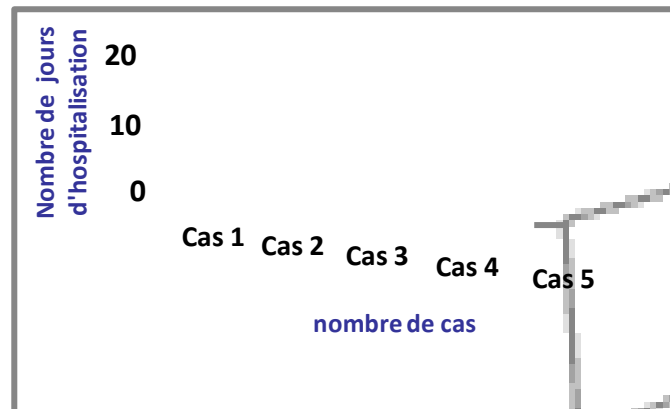 Nombre de jours
d'hospitalisation
20
10
0
Cas 1
Cas 2
Cas 3
Cas 4
Cas 5
nombre de cas